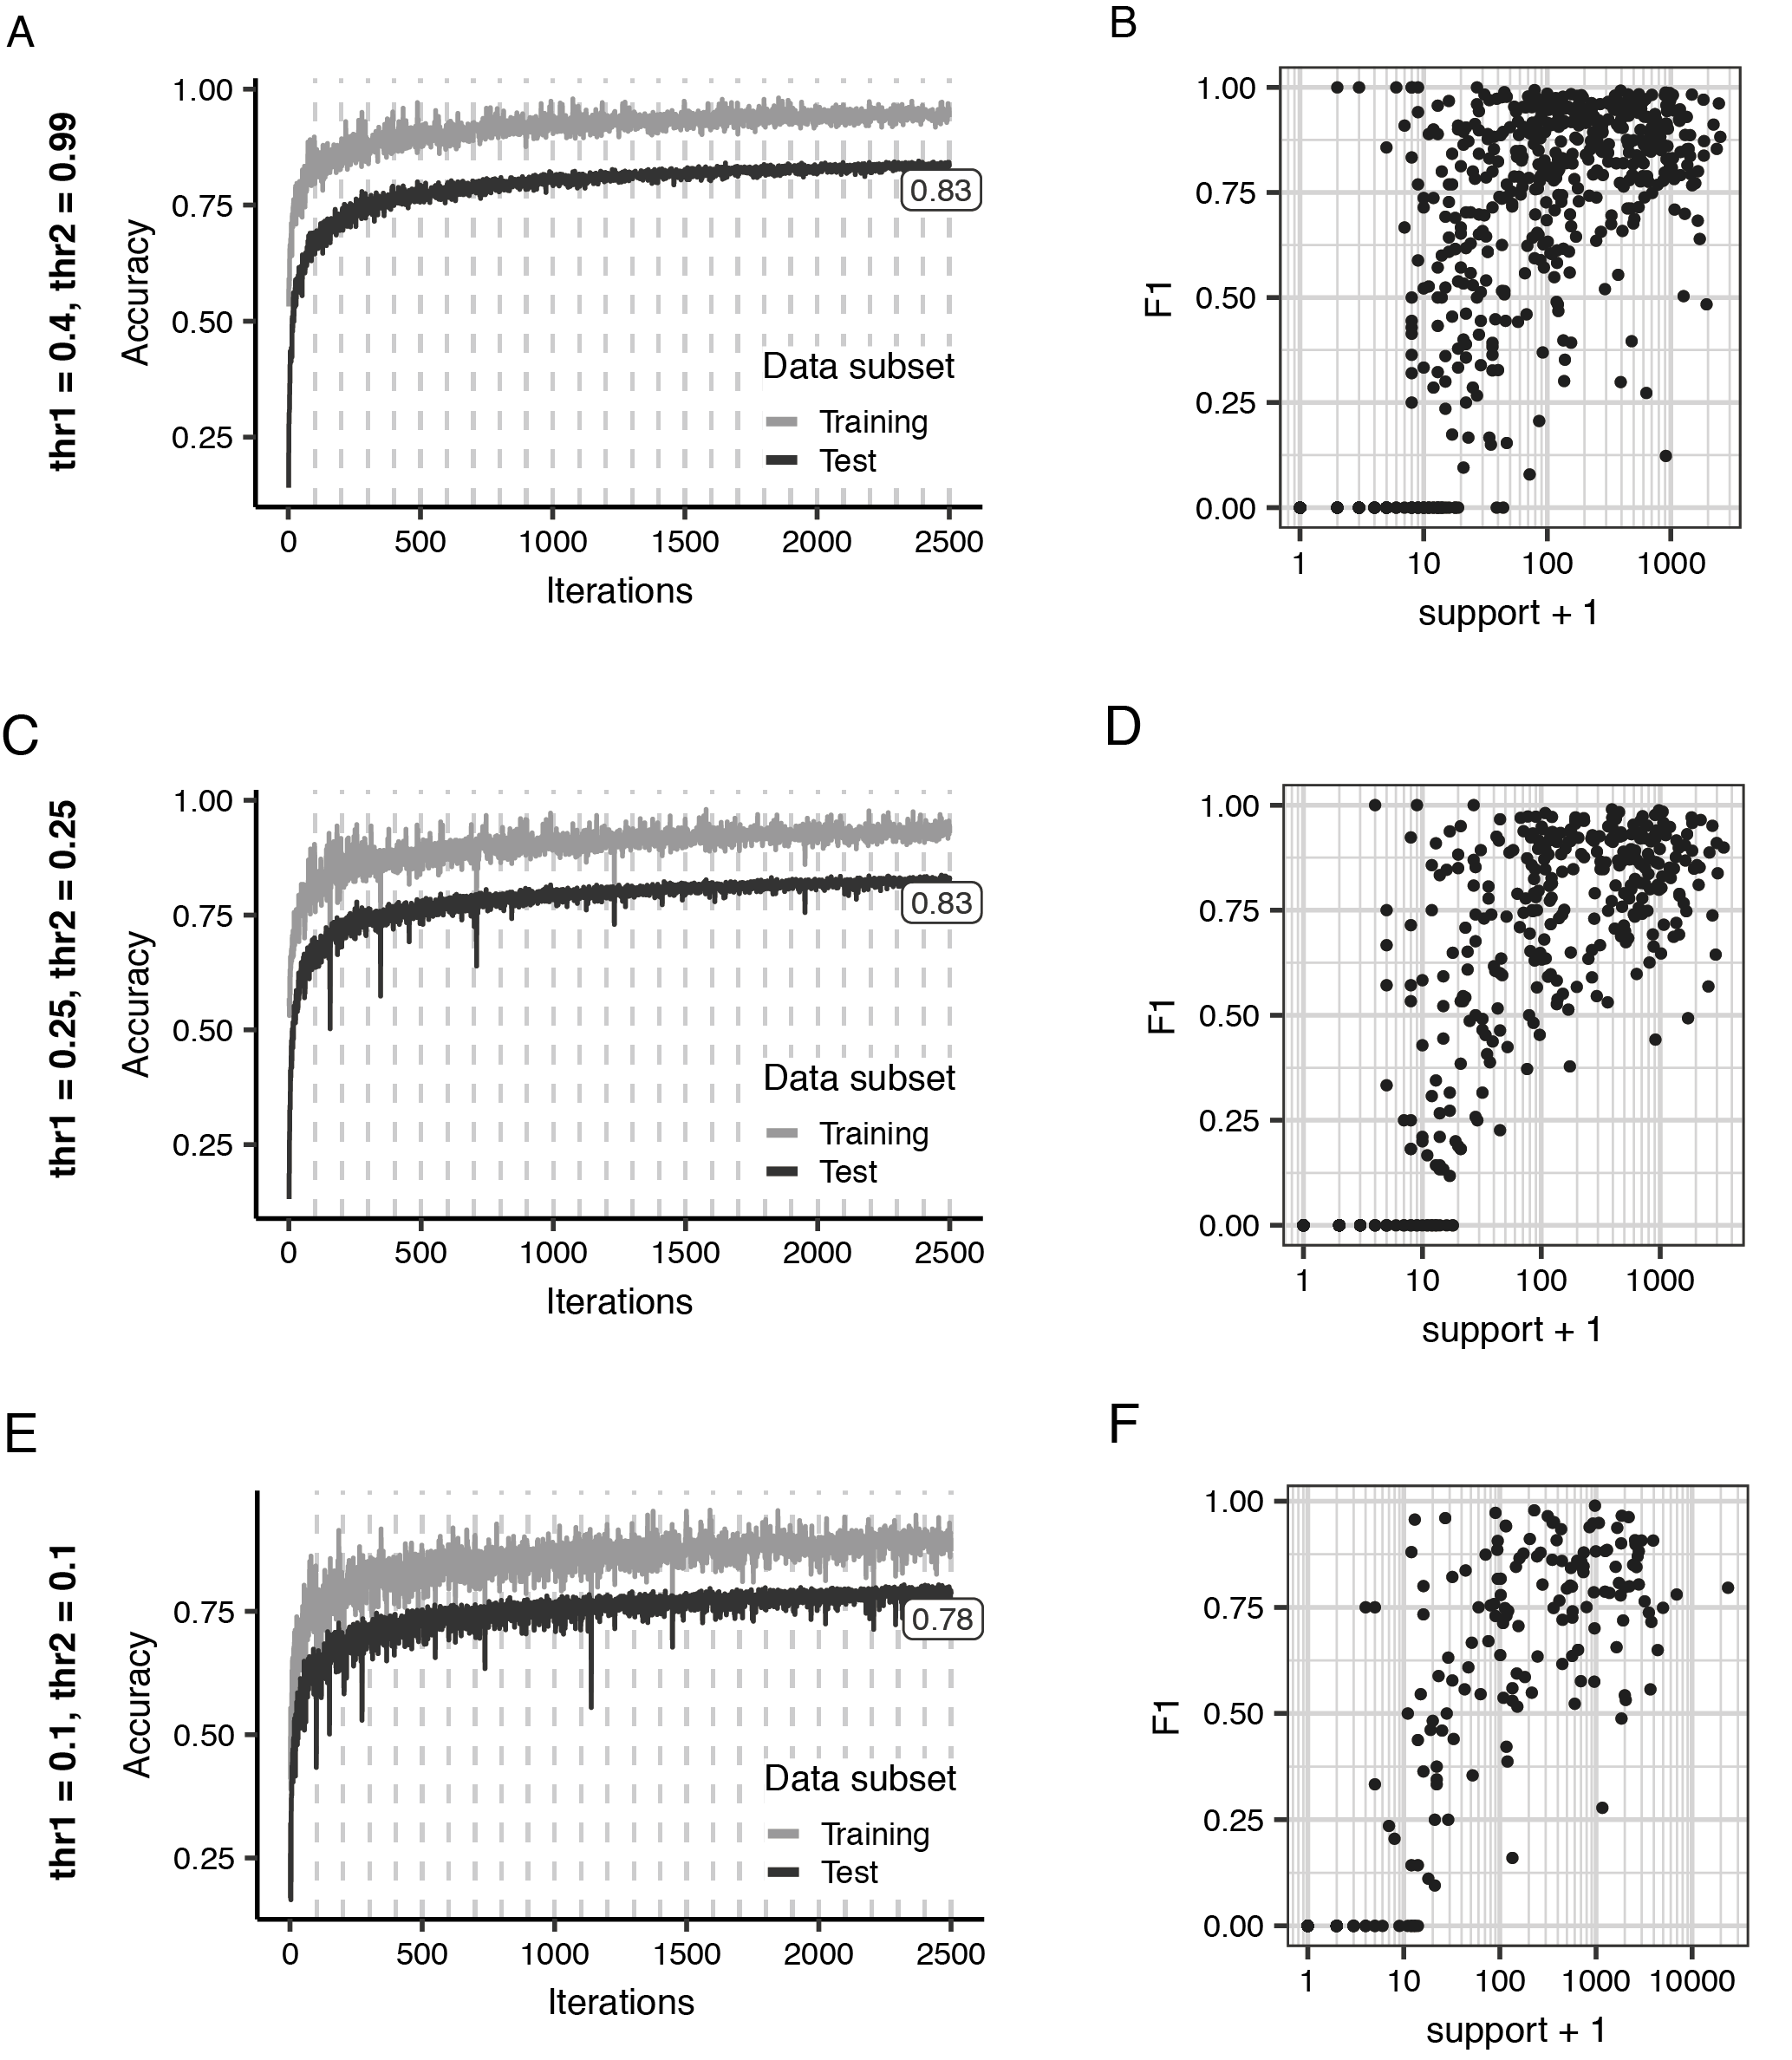 A
thr1 = 0.4, thr2 = 0.99
Accuracy
1.00
0.75
0.50
0.25
0.83
Data subset
Training
Test
0 500 1000 1500 2000 2500
Iterations
B
F1
1.00
0.75
0.50
0.25
0.00
1 10 100 1000
support + 1
C
thr1 = 0.25, thr2 = 0.25
Accuracy
1.00
0.75
0.50
0.25
0.83
Data subset
Training
Test
0 500 1000 1500 2000 2500
Iterations
D
F1
1.00
0.75
0.50
0.25
0.00
1 10 100 1000
support + 1
E
thr1 = 0.1, thr2 = 0.1
Accuracy
0.75
0.50
0.25
0.78
Data subset
Training
Test
0 500 1000 1500 2000 2500
Iterations
F
F1
1.00
0.75
0.50
0.25
0.00
1 10 100 1000 10000
support + 1